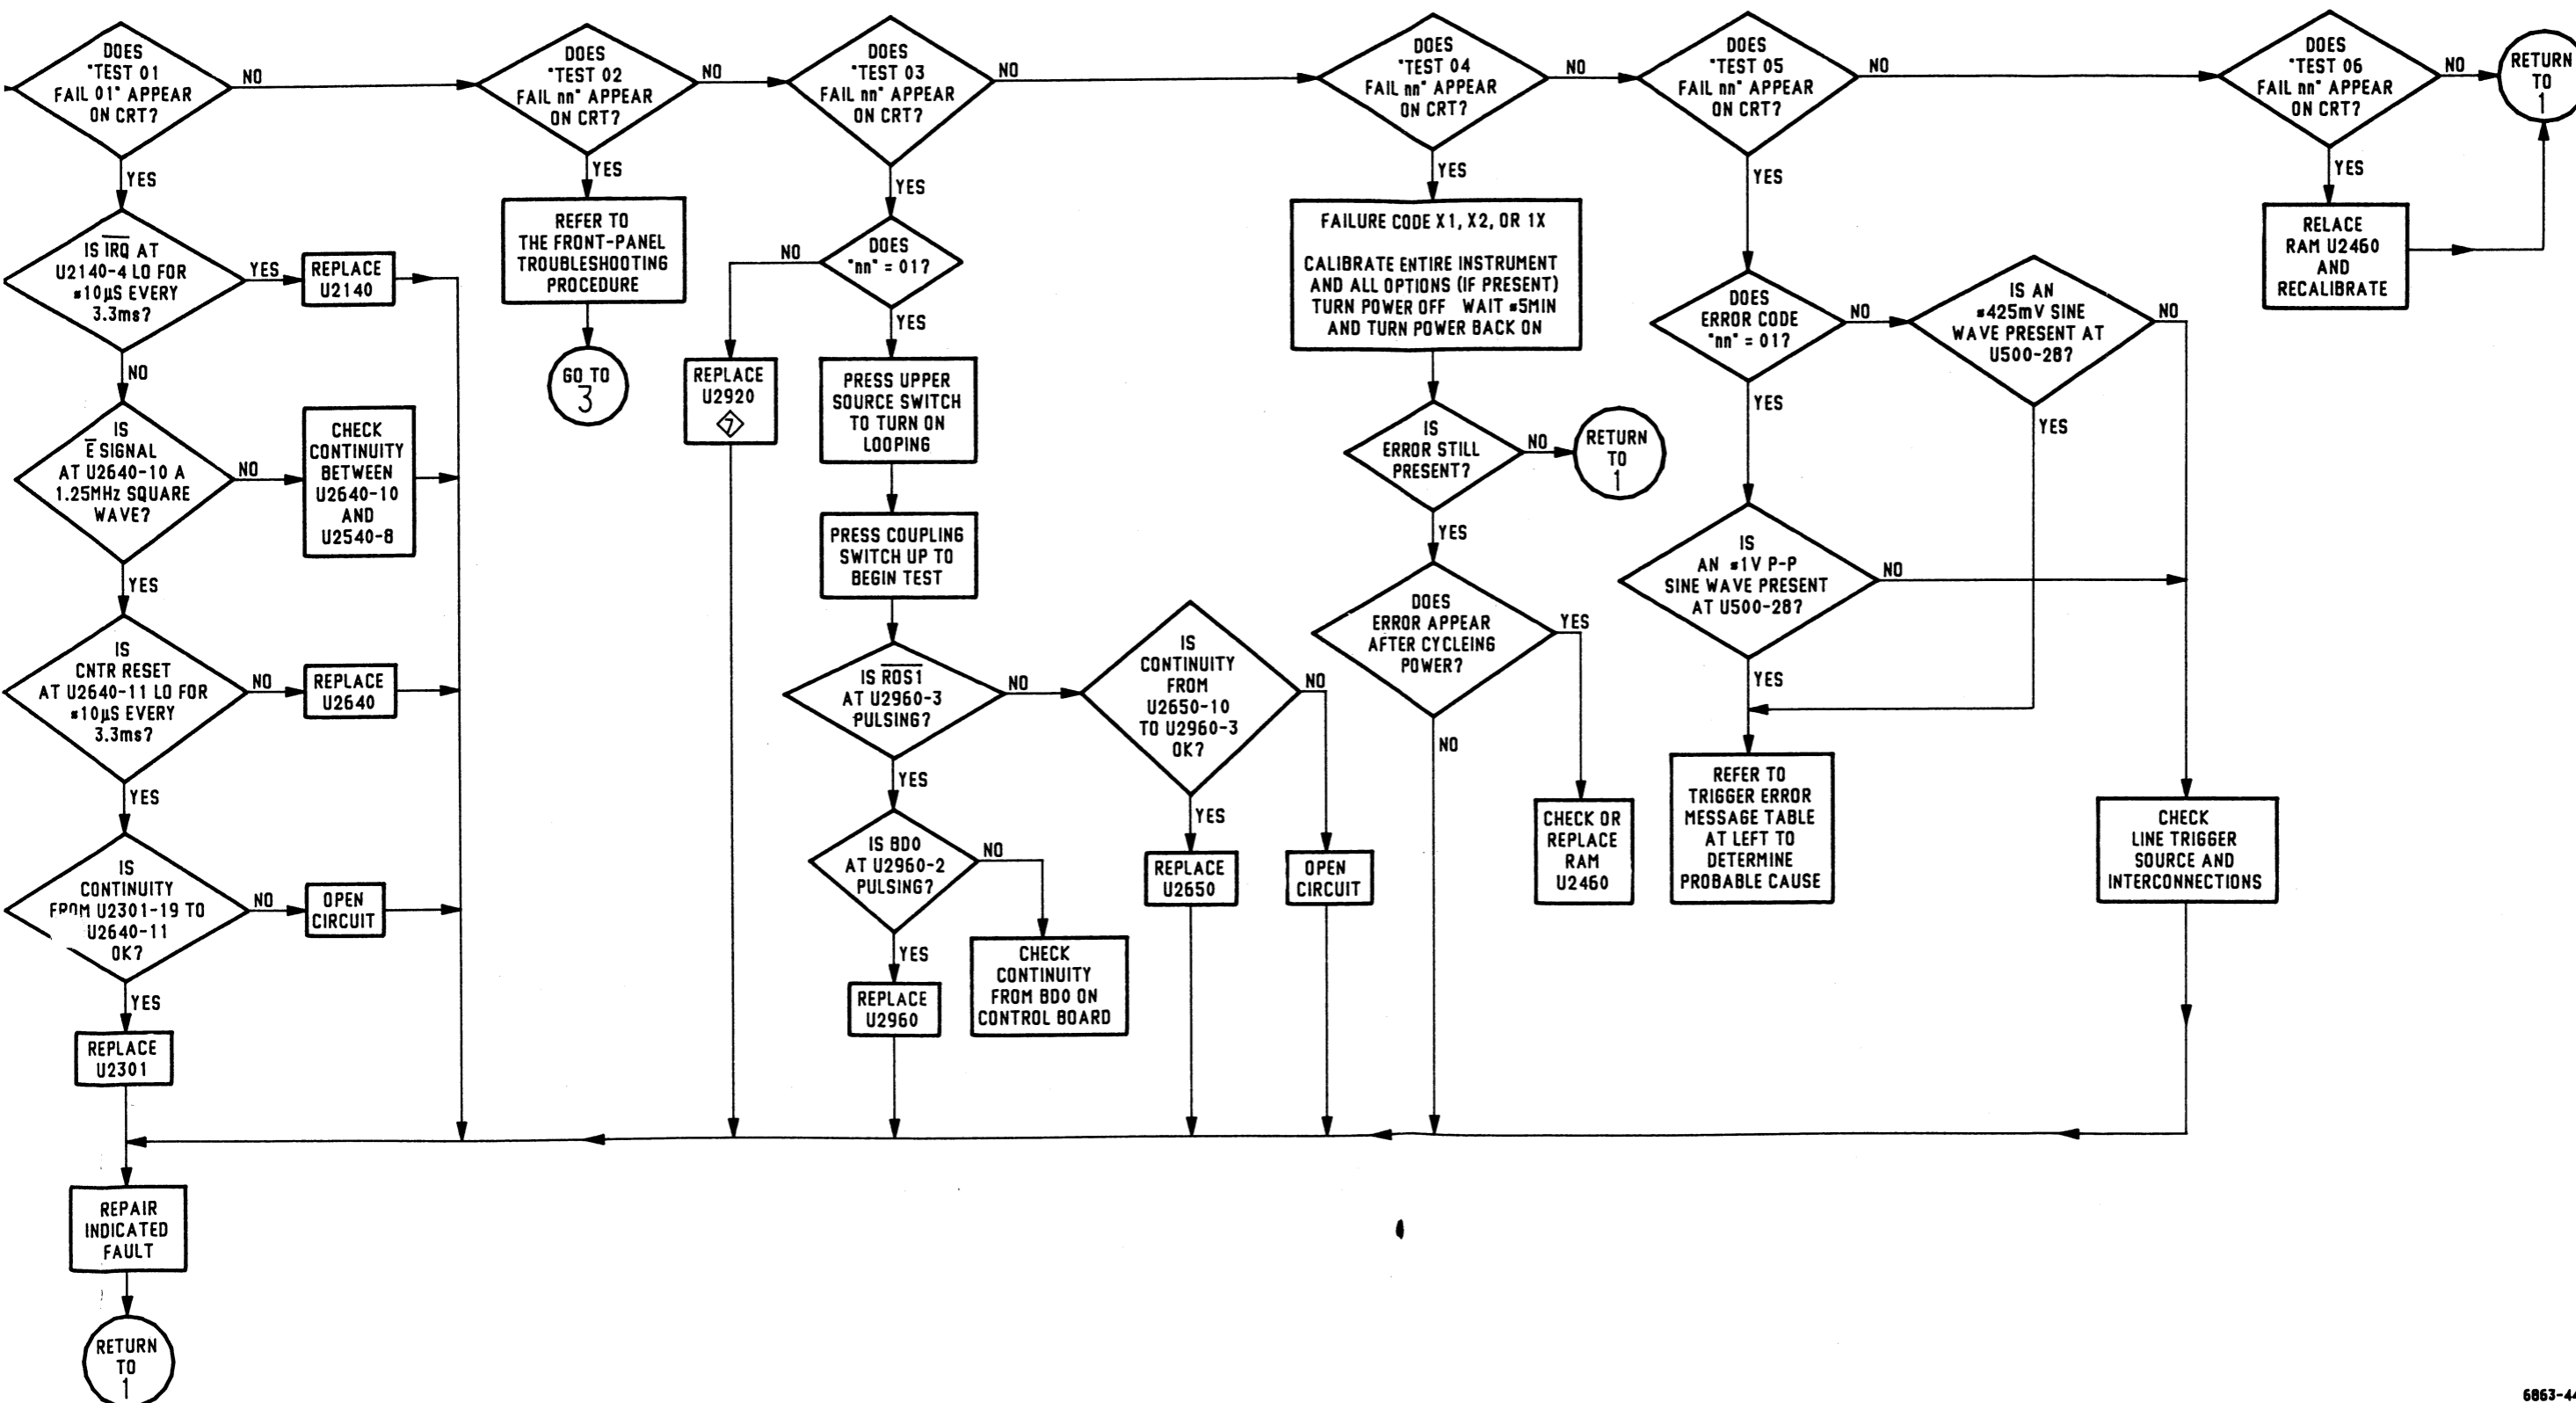 DOES
"TEST 01
FAIL 01" APPEAR
ON CRT?
NO
YES
IS IRQ AT
U2140-4 LO FOR
≈10µS EVERY
3.3ms?
YES
REPLACE
U2140
NO
IS
E SIGNAL
AT U2640-10 A
1.25MHz SQUARE
WAVE?
NO
CHECK
CONTINUITY
BETWEEN
U2640-10
AND
U2540-8
YES
IS
CNTR RESET
AT U2640-11 LO FOR
≈10µS EVERY
3.3ms?
NO
REPLACE
U2640
YES
IS
CONTINUITY
FROM U2301-19 TO
U2640-11
OK?
NO
OPEN
CIRCUIT
YES
REPLACE
U2301
REPAIR
INDICATED
FAULT
RETURN
TO
1
DOES
"TEST 02
FAIL nn" APPEAR
ON CRT?
NO
YES
REFER TO
THE FRONT-PANEL
TROUBLESHOOTING
PROCEDURE
GO TO
3
DOES
"TEST 03
FAIL nn" APPEAR
ON CRT?
NO
YES
DOES
"nn" = 01?
NO
REPLACE
U2920
7
YES
PRESS UPPER
SOURCE SWITCH
TO TURN ON
LOOPING
PRESS COUPLING
SWITCH UP TO
BEGIN TEST
IS ROS1
AT U2960-3
PULSING?
NO
IS
CONTINUITY
FROM
U2650-10
TO U2960-3
OK?
NO
YES
REPLACE
U2650
OPEN
CIRCUIT
YES
IS BD0
AT U2960-2
PULSING?
NO
CHECK
CONTINUITY
FROM BD0 ON
CONTROL BOARD
YES
REPLACE
U2960
DOES
"TEST 04
FAIL nn" APPEAR
ON CRT?
NO
YES
FAILURE CODE X1, X2, OR 1X
CALIBRATE ENTIRE INSTRUMENT
AND ALL OPTIONS (IF PRESENT)
TURN POWER OFF WAIT ≈5MIN
AND TURN POWER BACK ON
IS
ERROR STILL
PRESENT?
NO
RETURN
TO
1
YES
DOES
ERROR APPEAR
AFTER CYCLEING
POWER?
YES
NO
CHECK OR
REPLACE
RAM
U2460
DOES
"TEST 05
FAIL nn" APPEAR
ON CRT?
NO
YES
DOES
ERROR CODE
"nn" = 01?
NO
IS AN
≈425mV SINE
WAVE PRESENT AT
U500-28?
NO
YES
YES
IS
AN ≈1V P-P
SINE WAVE PRESENT
AT U500-28?
NO
YES
REFER TO
TRIGGER ERROR
MESSAGE TABLE
AT LEFT TO
DETERMINE
PROBABLE CAUSE
CHECK
LINE TRIGGER
SOURCE AND
INTERCONNECTIONS
DOES
"TEST 06
FAIL nn" APPEAR
ON CRT?
NO
RETURN
TO
1
YES
RELACE
RAM U2460
AND
RECALIBRATE
6863-44